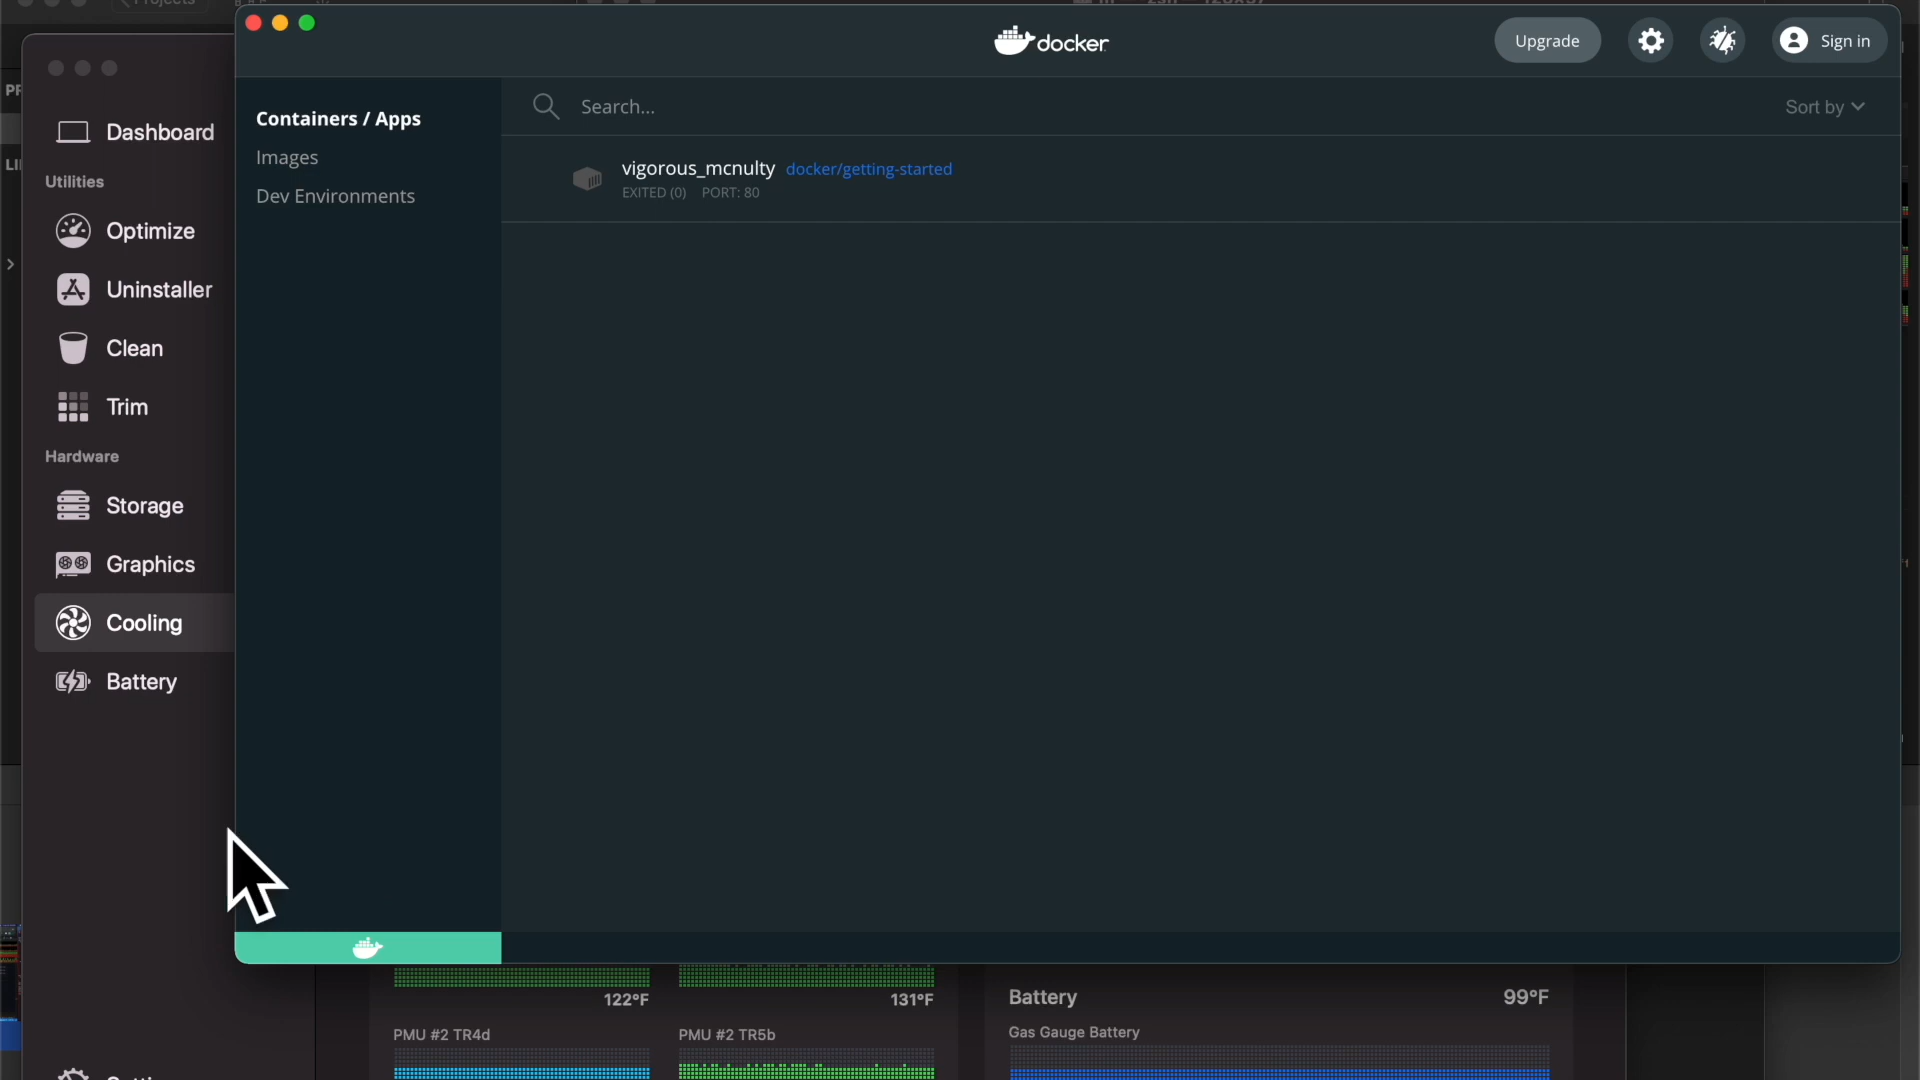 docker
Upgrade
Sign in
Containers / Apps
Images
Dev Environments
Search...
Sort by
vigorous_mcnulty docker/getting-started
EXITED (0) PORT: 80
Dashboard
Utilities
Optimize
Uninstaller
Clean
Trim
Hardware
Storage
Graphics
Cooling
Battery
122°F
131°F
Battery
99°F
PMU #2 TR4d
PMU #2 TR5b
Gas Gauge Battery